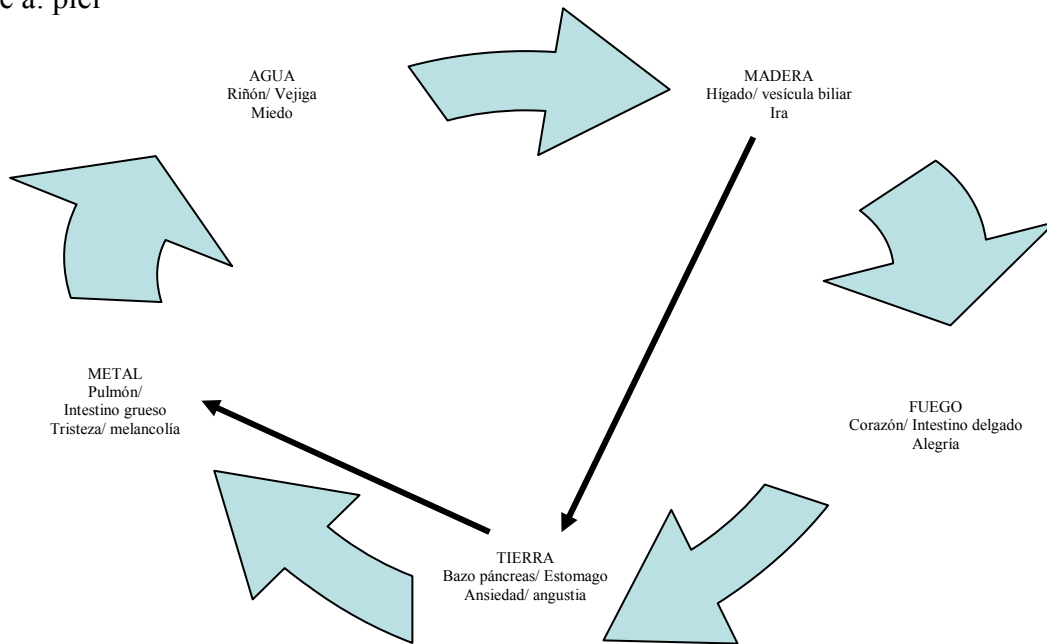 a: piel
AGUA
Riñón/ Vejiga
Miedo
MADERA
Hígado/ vesícula biliar
Ira
METAL
Pulmón/
Intestino grueso
Tristeza/ melancolía
FUEGO
Corazón/ Intestino delgado
Alegría
TIERRA
Bazo páncreas/ Estomago
Ansiedad/ angustia